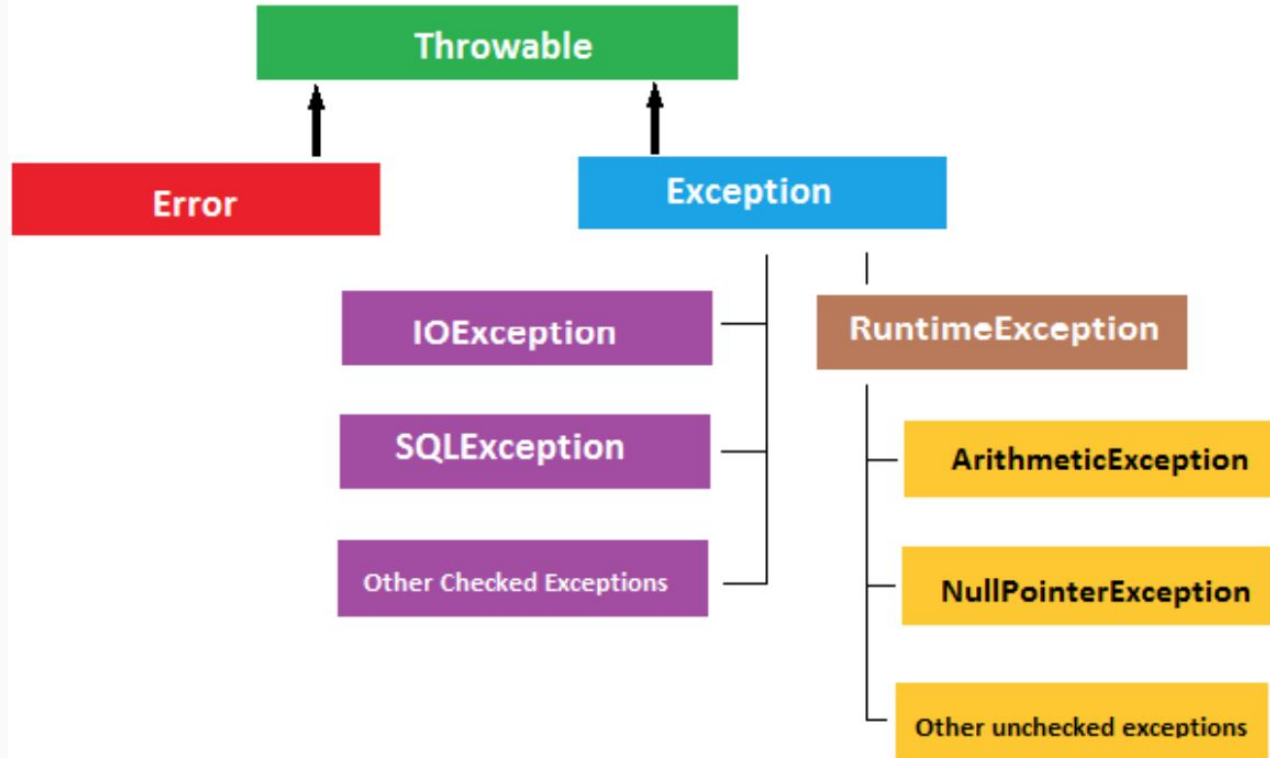 Throwable
Error
Exception
IOException
RuntimeException
SQLException
ArithmeticException
Other Checked Exceptions
NullPointerException
Other unchecked exceptions